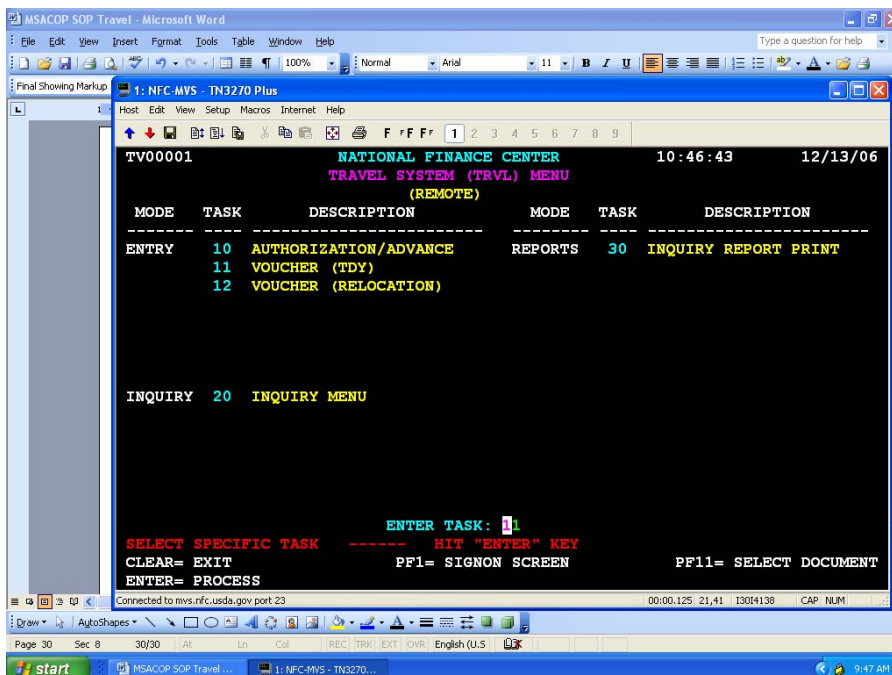 MSACOP SOP Travel - Microsoft Word
File Edit View Insert Format Tools Table Window Help Type a question for help
100% Normal Arial 11 B I U
Final Showing Markup
1: NFC-MVS - TN3270 Plus
Host Edit View Setup Macros Internet Help
1 2 3 4 5 6 7 8 9
TV00001 NATIONAL FINANCE CENTER 10:46:43 12/13/06
TRAVEL SYSTEM (TRVL) MENU
(REMOTE)
MODE TASK DESCRIPTION MODE TASK DESCRIPTION
------- ---- ------------------------- -------- ---- ------------------------
ENTRY 10 AUTHORIZATION/ADVANCE REPORTS 30 INQUIRY REPORT PRINT
11 VOUCHER (TDY)
12 VOUCHER (RELOCATION)
INQUIRY 20 INQUIRY MENU
ENTER TASK: 11
SELECT SPECIFIC TASK ------ HIT "ENTER" KEY
CLEAR= EXIT PF1= SIGNON SCREEN PF11= SELECT DOCUMENT
ENTER= PROCESS
Connected to mvs.nfc.usda.gov port 23 00:00.125 21,41 I30I4138 CAP NUM
Draw AutoShapes
Page 30 Sec 8 30/30 At Ln Col REC TRK EXT OVR English (U.S
start MSACOP SOP Travel ... 1: NFC-MVS - TN3270... 9:47 AM